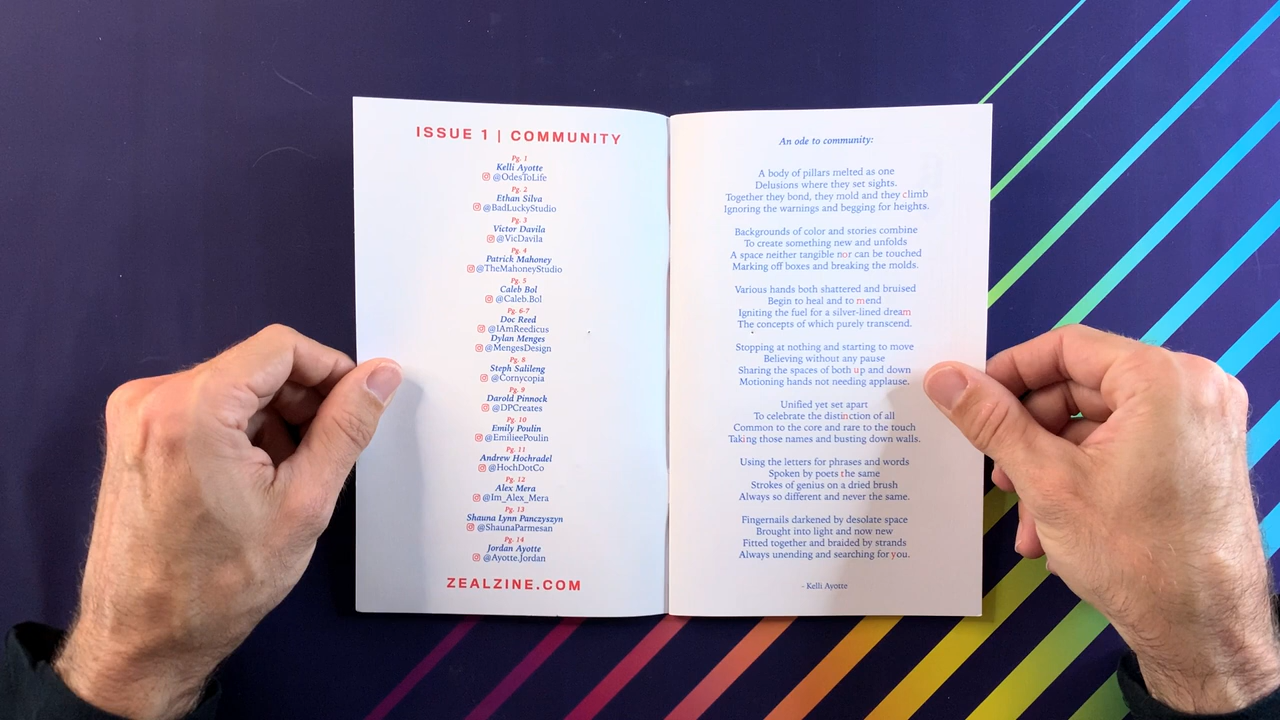 ISSUE 1 | COMMUNITY
Pg. 1
Kelli Ayotte
@OdesToLife
Pg. 2
Ethan Silva
@BadLuckyStudio
Pg. 3
Victor Davila
@VicDavila
Pg. 4
Patrick Mahoney
@TheMahoneyStudio
Pg. 5
Caleb Bol
@Caleb.Bol
Pg. 6-7
Doc Reed
@IAmReedicus
Dylan Menges
@MengesDesign
Pg. 8
Steph Salileng
@Cornycopia
Pg. 9
Darold Pinnock
@DPCreates
Pg. 10
Emily Poulin
@EmilieePoulin
Pg. 11
Andrew Hochradel
@HochDotCo
Pg. 12
Alex Mera
@Im_Alex_Mera
Pg. 13
Shauna Lynn Panczyszyn
@ShaunaParmesan
Pg. 14
Jordan Ayotte
@Ayotte.Jordan
ZEALZINE.COM
An ode to community:
A body of pillars melted as one
Delusions where they set sights.
Together they bond, they mold and they climb
Ignoring the warnings and begging for heights.
Backgrounds of color and stories combine
To create something new and unfolds
A space neither tangible nor can be touched
Marking off boxes and breaking the molds.
Various hands both shattered and bruised
Begin to heal and to mend
Igniting the fuel for a silver-lined dream
The concepts of which purely transcend.
Stopping at nothing and starting to move
Believing without any pause
Sharing the spaces of both up and down
Motioning hands not needing applause.
Unified yet set apart
To celebrate the distinction of all
Common to the core and rare to the touch
Taking those names and busting down walls.
Using the letters for phrases and words
Spoken by poets the same
Strokes of genius on a dried brush
Always so different and never the same.
Fingernails darkened by desolate space
Brought into light and now new
Fitted together and braided by strands
Always unending and searching for you.
- Kelli Ayotte